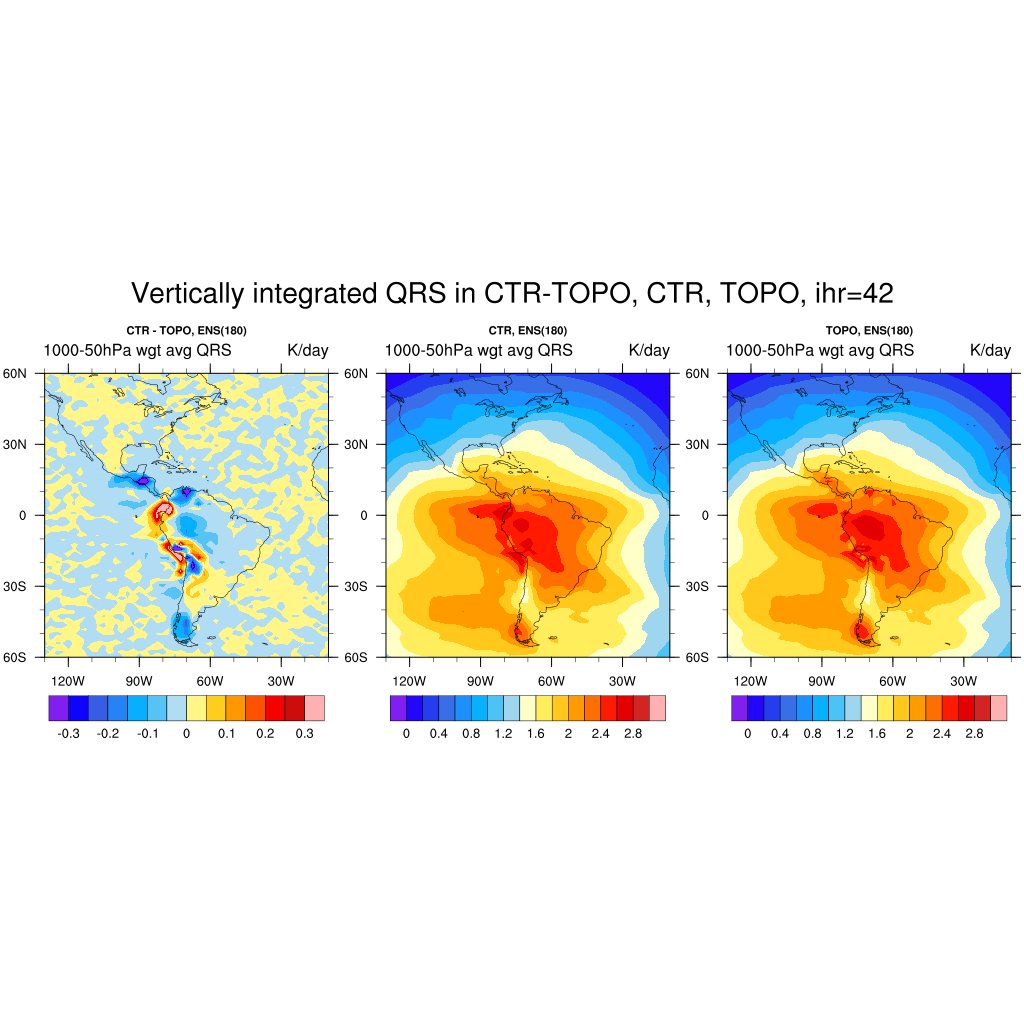 Vertically integrated QRS in CTR-TOPO, CTR, TOPO, ihr=42
CTR - TOPO, ENS(180)
1000-50hPa wgt avg QRS K/day
60N
30N
0
30S
60S
120W 90W 60W 30W
-0.3 -0.2 -0.1 0 0.1 0.2 0.3
CTR, ENS(180)
1000-50hPa wgt avg QRS K/day
60N
30N
0
30S
60S
120W 90W 60W 30W
0 0.4 0.8 1.2 1.6 2 2.4 2.8
TOPO, ENS(180)
1000-50hPa wgt avg QRS K/day
60N
30N
0
30S
60S
120W 90W 60W 30W
0 0.4 0.8 1.2 1.6 2 2.4 2.8